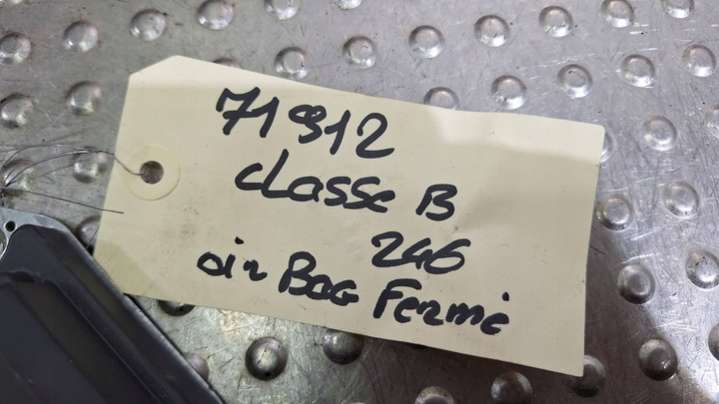 71912
classe B
246
air Bag Fermé